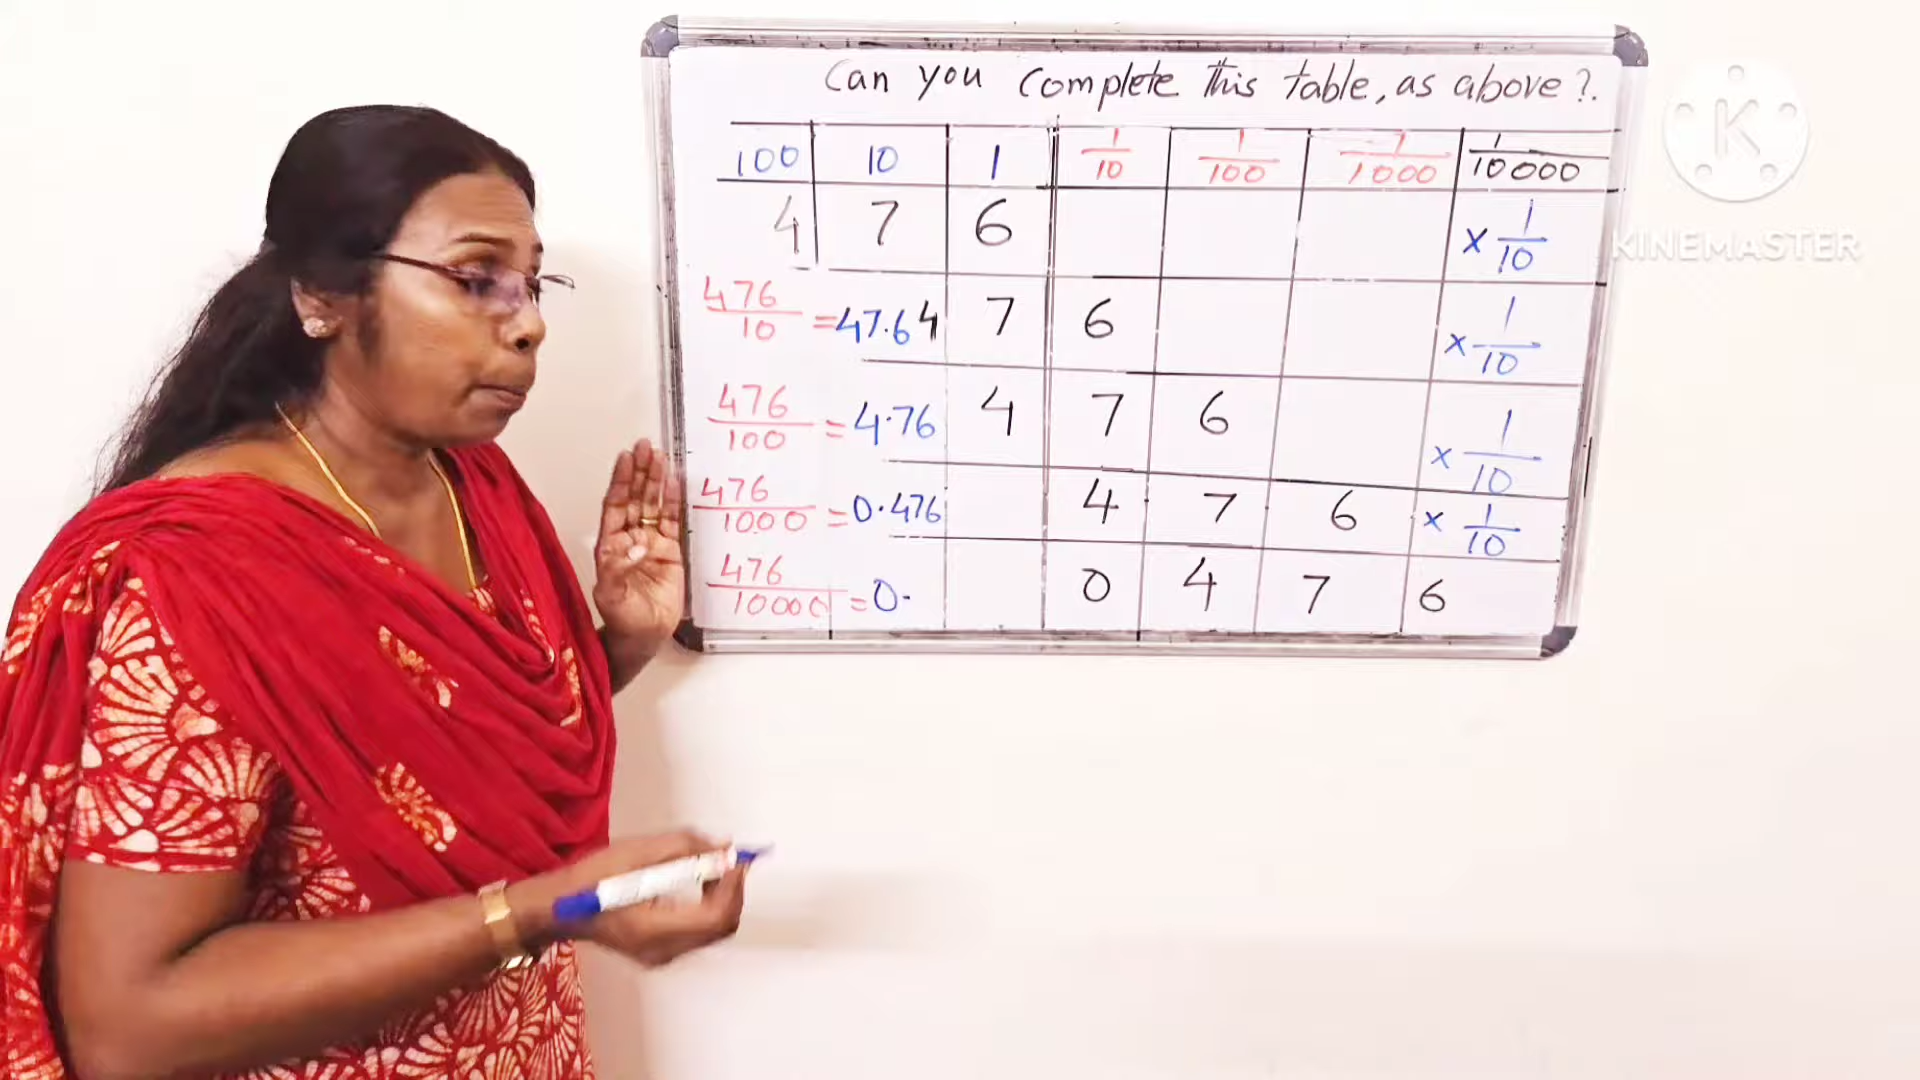 Can you complete this table, as above?.
100 10 1 1/10 1/100 1/1000 1/10000
4 7 6 × 1/10
476/10 = 47.6 4 7 6 × 1/10
476/100 = 4.76 4 7 6 × 1/10
476/1000 = 0.476 4 7 6 × 1/10
476/10000 = 0. 0 4 7 6
K
KINEMASTER